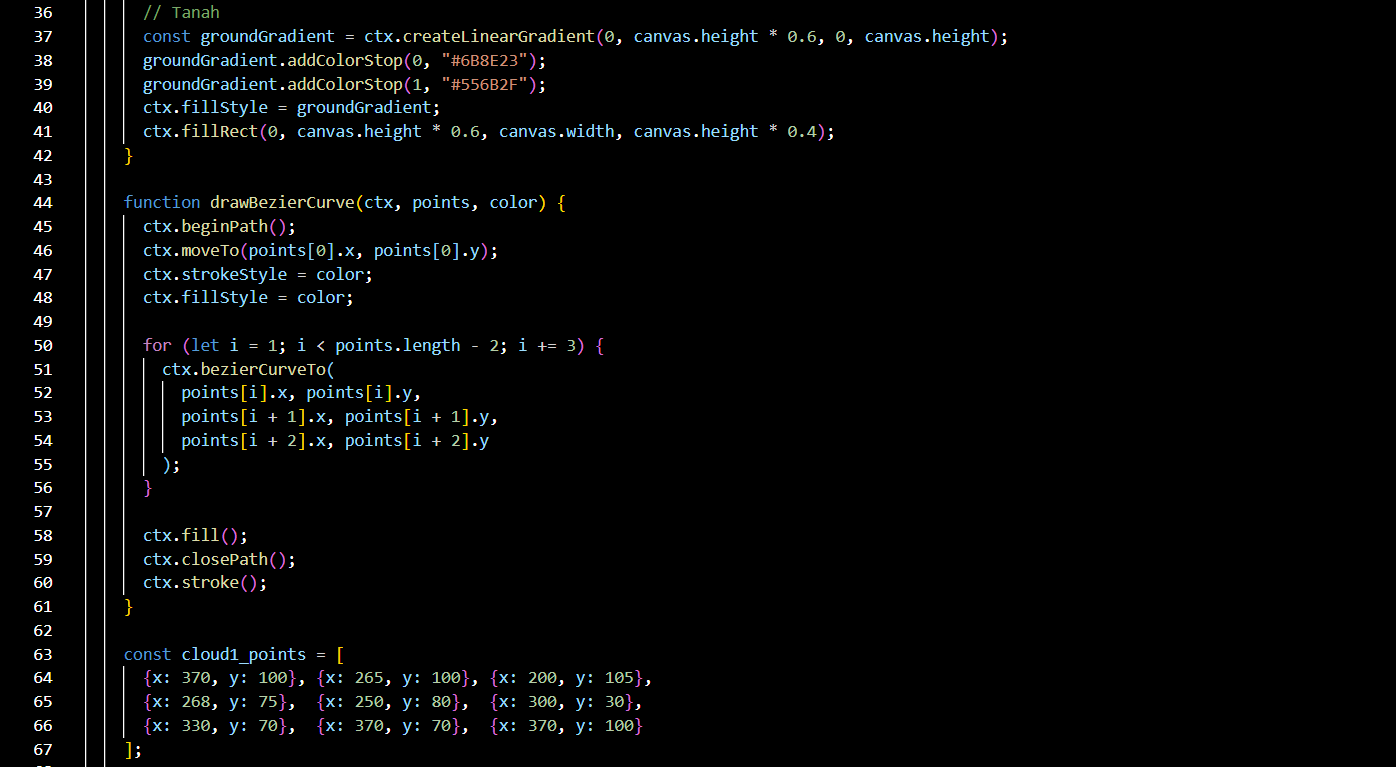 36 // Tanah
37 const groundGradient = ctx.createLinearGradient(0, canvas.height * 0.6, 0, canvas.height);
38 groundGradient.addColorStop(0, "#6B8E23");
39 groundGradient.addColorStop(1, "#556B2F");
40 ctx.fillStyle = groundGradient;
41 ctx.fillRect(0, canvas.height * 0.6, canvas.width, canvas.height * 0.4);
42 }
43
44 function drawBezierCurve(ctx, points, color) {
45 ctx.beginPath();
46 ctx.moveTo(points[0].x, points[0].y);
47 ctx.strokeStyle = color;
48 ctx.fillStyle = color;
49
50 for (let i = 1; i < points.length - 2; i += 3) {
51 ctx.bezierCurveTo(
52 points[i].x, points[i].y,
53 points[i + 1].x, points[i + 1].y,
54 points[i + 2].x, points[i + 2].y
55 );
56 }
57
58 ctx.fill();
59 ctx.closePath();
60 ctx.stroke();
61 }
62
63 const cloud1_points = [
64 {x: 370, y: 100}, {x: 265, y: 100}, {x: 200, y: 105},
65 {x: 268, y: 75}, {x: 250, y: 80}, {x: 300, y: 30},
66 {x: 330, y: 70}, {x: 370, y: 70}, {x: 370, y: 100}
67 ];